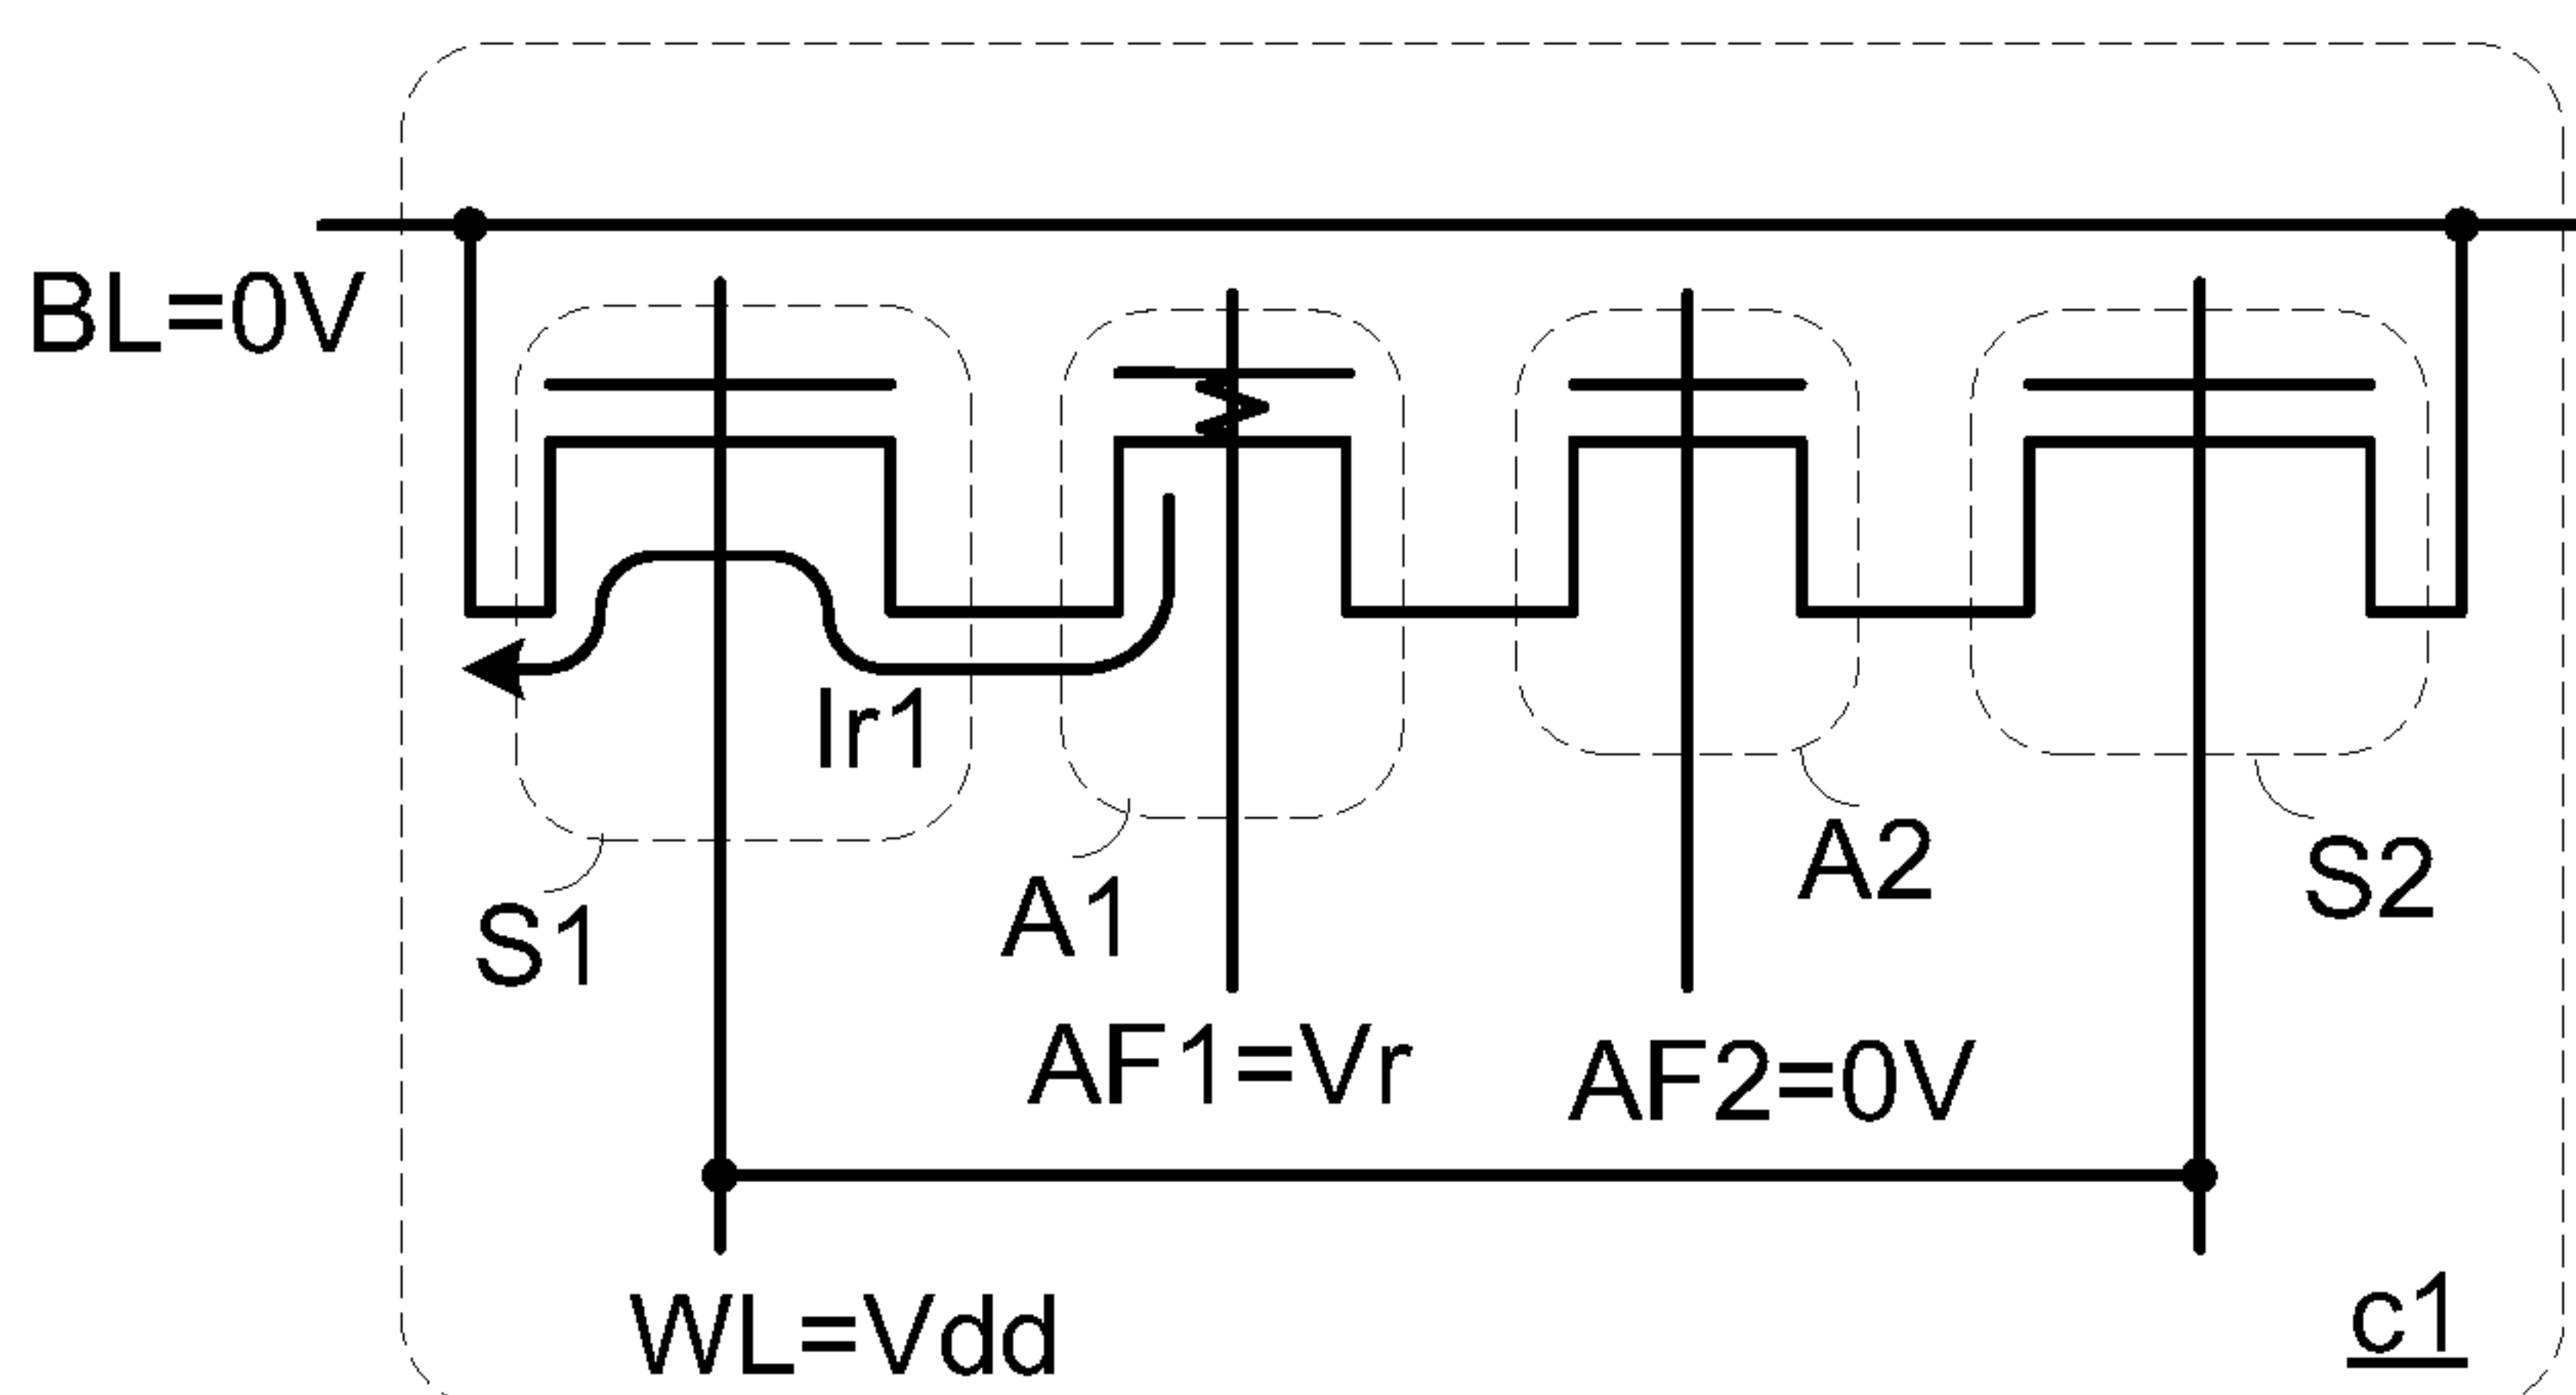 BL=0V
Ir1
S1
A1
A2
S2
AF1=Vr
AF2=0V
WL=Vdd
c1